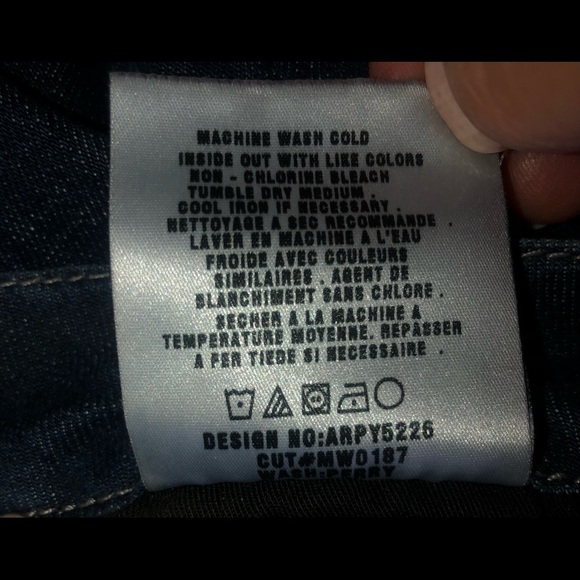 MACHINE WASH COLD
INSIDE OUT WITH LIKE COLORS
NON - CHLORINE BLEACH
TUMBLE DRY MEDIUM .
COOL IRON IF NECESSARY .
NETTOYAGE A SEC RECOMMANDE .
LAVER EN MACHINE A L'EAU
FROIDE AVEC COULEURS
SIMILAIRES . AGENT DE
BLANCHIMENT SANS CHLORE .
SECHER A LA MACHINE A
TEMPERATURE MOYENNE. REPASSER
A FER TIEDE SI NECESSAIRE .
DESIGN NO:ARPY5226
CUT#MW0187
WASH:PERRY